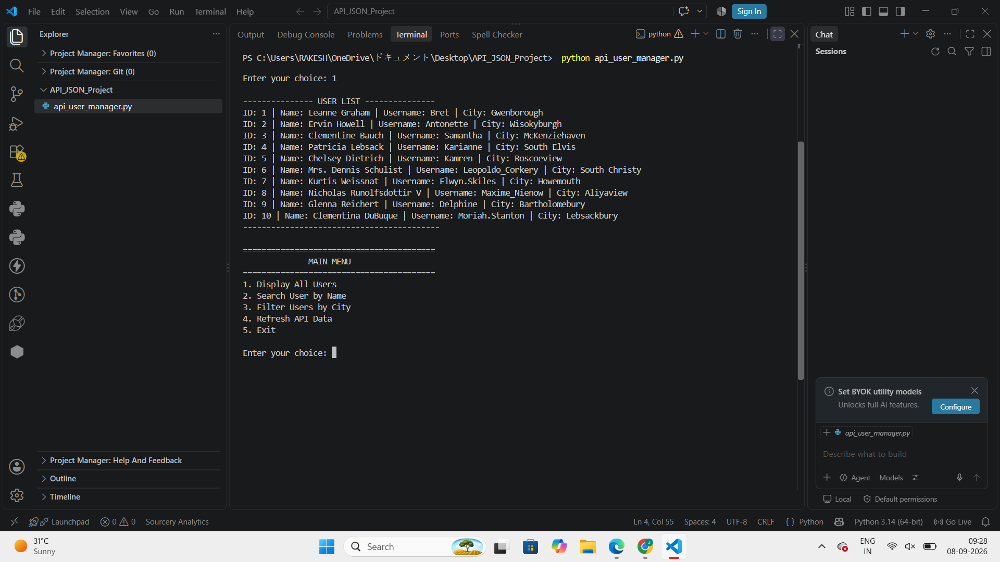 File Edit Selection View Go Run Terminal Help
API_JSON_Project
Sign In
Explorer
Project Manager: Favorites (0)
Project Manager: Git (0)
API_JSON_Project
api_user_manager.py
Project Manager: Help And Feedback
Outline
Timeline
Output Debug Console Problems Terminal Ports Spell Checker
python
PS C:\Users\RAKESH\OneDrive\ドキュメント\Desktop\API_JSON_Project> python api_user_manager.py
Enter your choice: 1
--------------- USER LIST ---------------
ID: 1 | Name: Leanne Graham | Username: Bret | City: Gwenborough
ID: 2 | Name: Ervin Howell | Username: Antonette | City: Wisokyburgh
ID: 3 | Name: Clementine Bauch | Username: Samantha | City: McKenziehaven
ID: 4 | Name: Patricia Lebsack | Username: Karianne | City: South Elvis
ID: 5 | Name: Chelsey Dietrich | Username: Kamren | City: Roscoeview
ID: 6 | Name: Mrs. Dennis Schulist | Username: Leopoldo_Corkery | City: South Christy
ID: 7 | Name: Kurtis Weissnat | Username: Elwyn.Skiles | City: Howemouth
ID: 8 | Name: Nicholas Runolfsdottir V | Username: Maxime_Nienow | City: Aliyaview
ID: 9 | Name: Glenna Reichert | Username: Delphine | City: Bartholomebury
ID: 10 | Name: Clementina DuBuque | Username: Moriah.Stanton | City: Lebsackbury
------------------------------------------
=========================================
MAIN MENU
=========================================
1. Display All Users
2. Search User by Name
3. Filter Users by City
4. Refresh API Data
5. Exit
Enter your choice:
Chat
Sessions
Set BYOK utility models
Unlocks full AI features.
Configure
api_user_manager.py
Describe what to build
Agent Models
Local Default permissions
Launchpad 0 0 Sourcery Analytics
Ln 4, Col 55 Spaces: 4 UTF-8 CRLF { } Python Python 3.14 (64-bit) Go Live
31°C
Sunny
Search
ENG
IN
09:28
08-09-2026